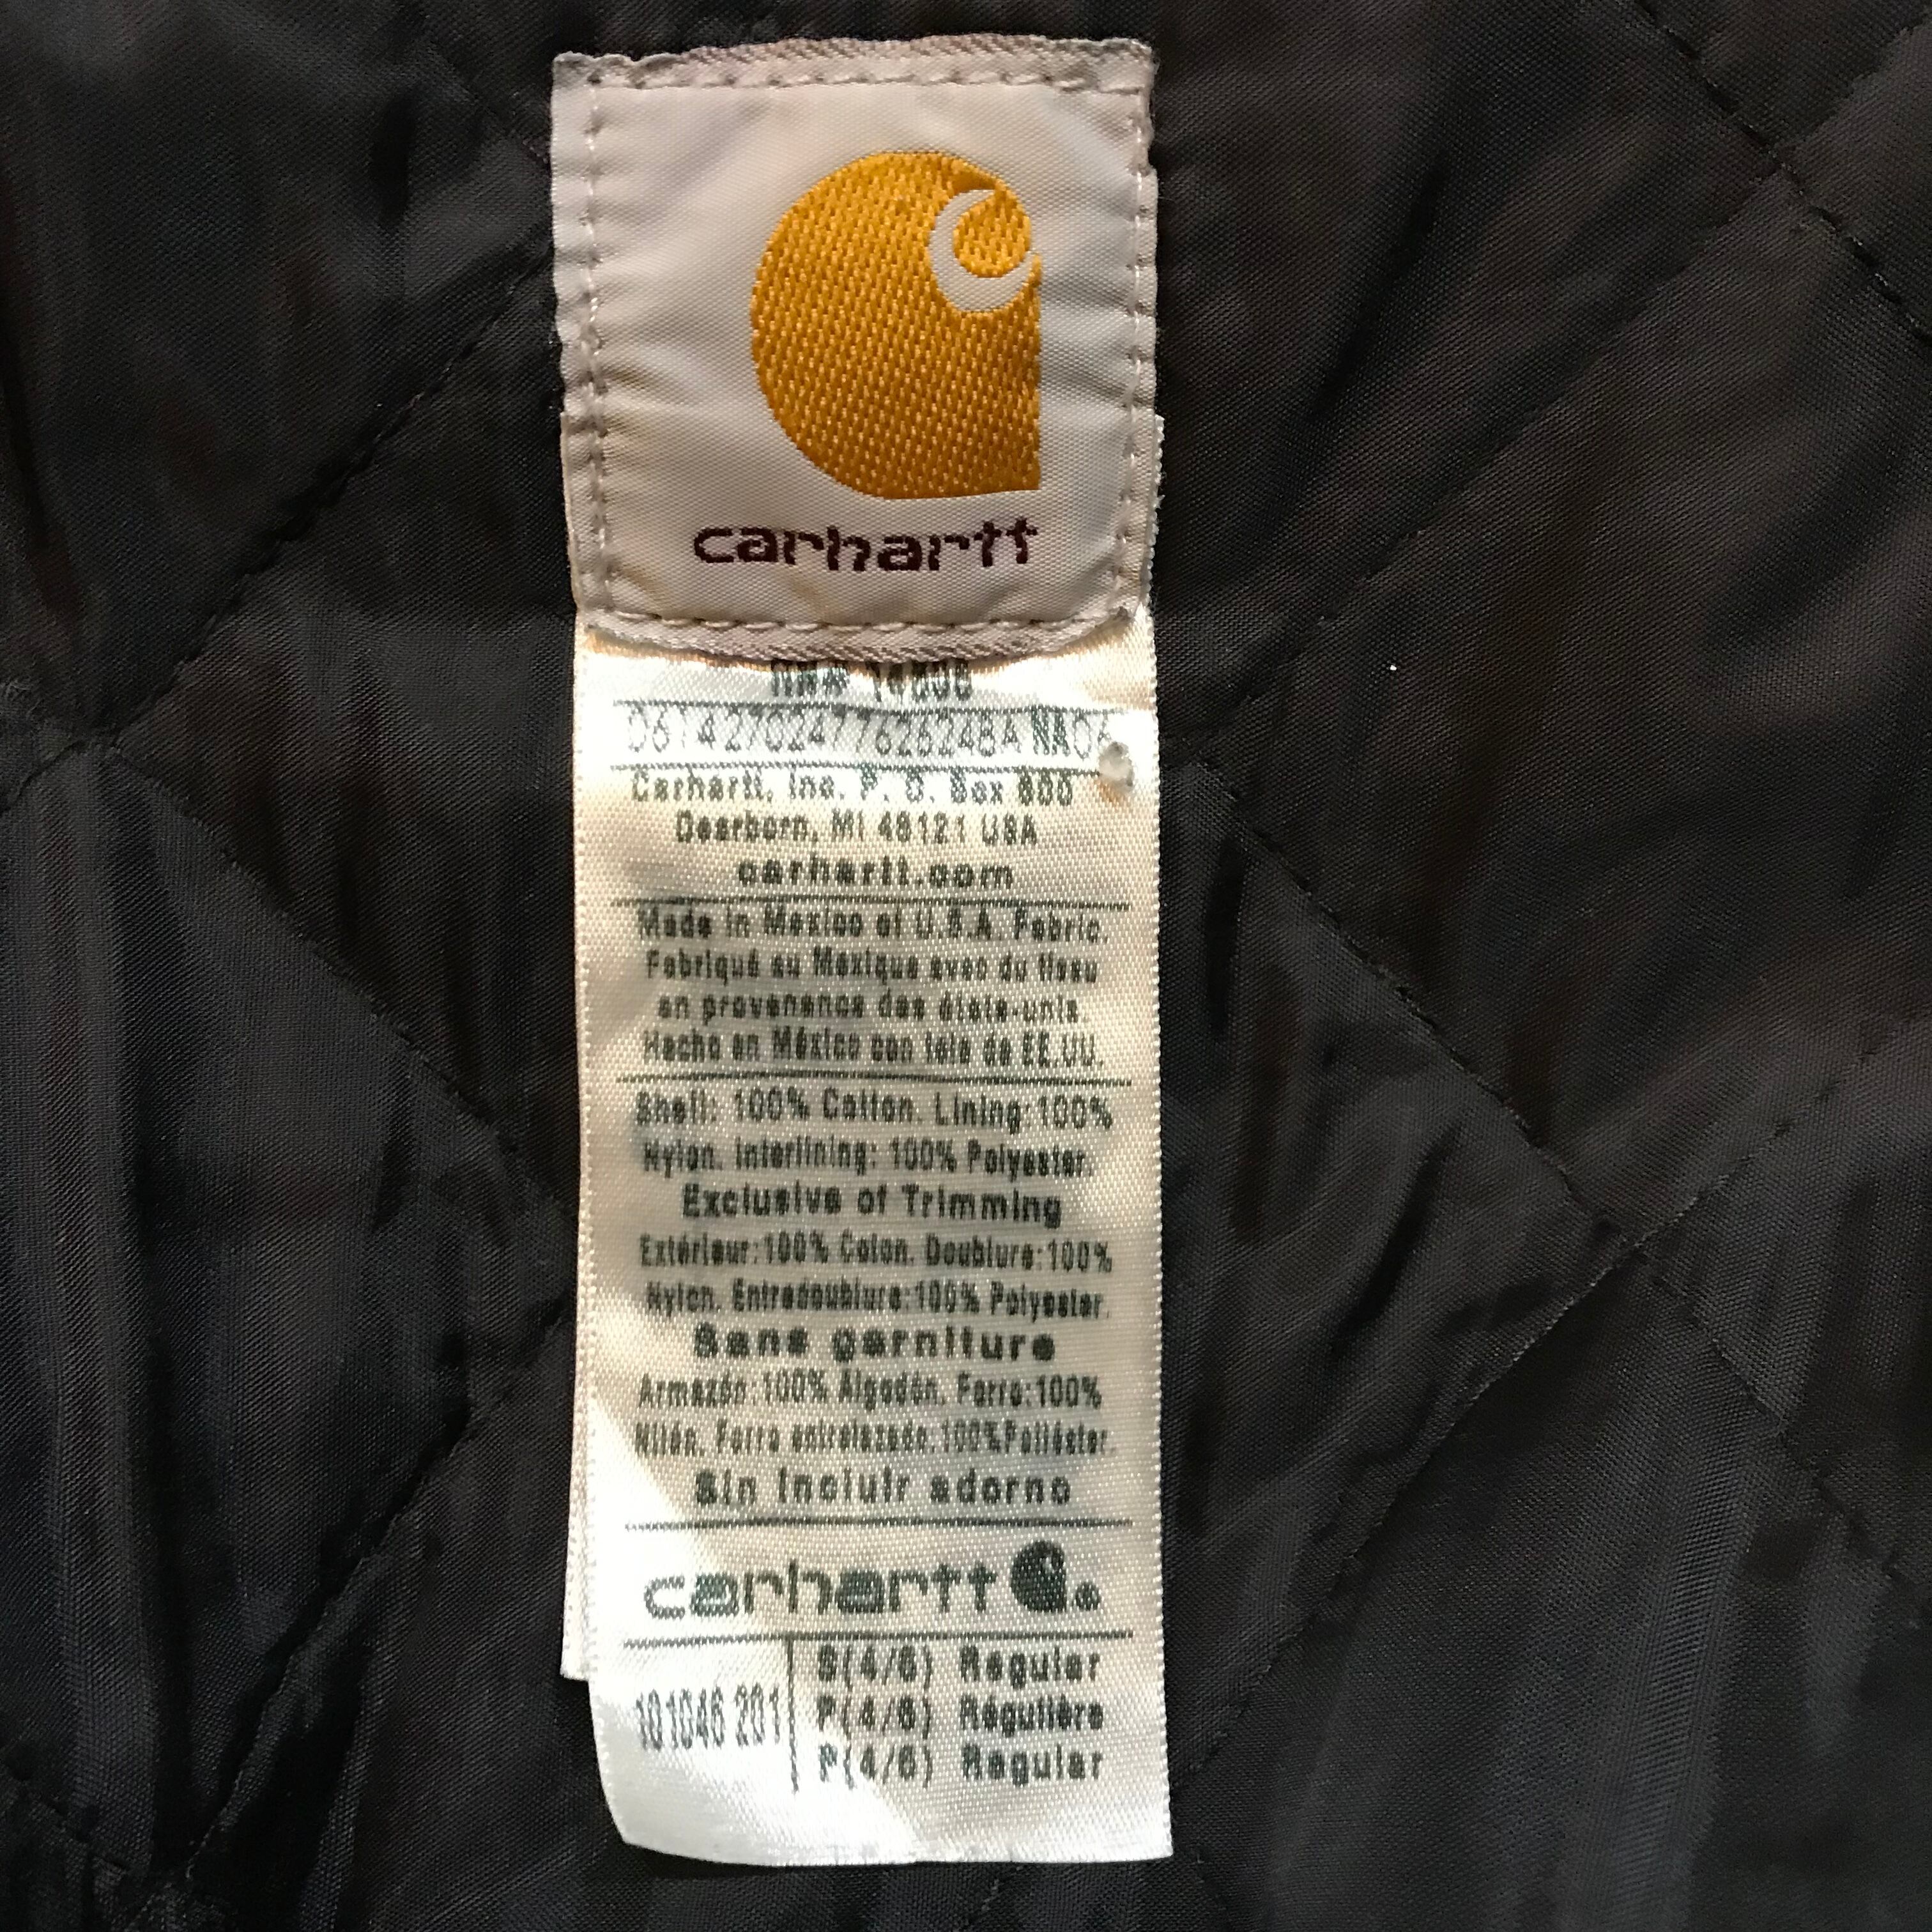 carhartt
RN# 14806
Carhartt, Inc. P. O. Box 600
Dearborn, MI 48121 USA
carhartt.com
Made in Mexico of U.S.A. Fabric.
Fabriqué au Mexique avec du tissu
en provenance des états-unis.
Hecho en México con tela de EE.UU.
Shell: 100% Cotton. Lining:100%
Nylon. Interlining: 100% Polyester.
Exclusive of Trimming
Extérieur:100% Coton. Doublure:100%
Nylon. Entredoublure:100% Polyester.
Sans garniture
Armazón:100% Algodón. Forro:100%
Nilón. Forro entrelazado.100%Poliéster.
Sin incluir adorno
carhartt
101046 201
S(4/6) Regular
P(4/6) Régulière
P(4/6) Regular